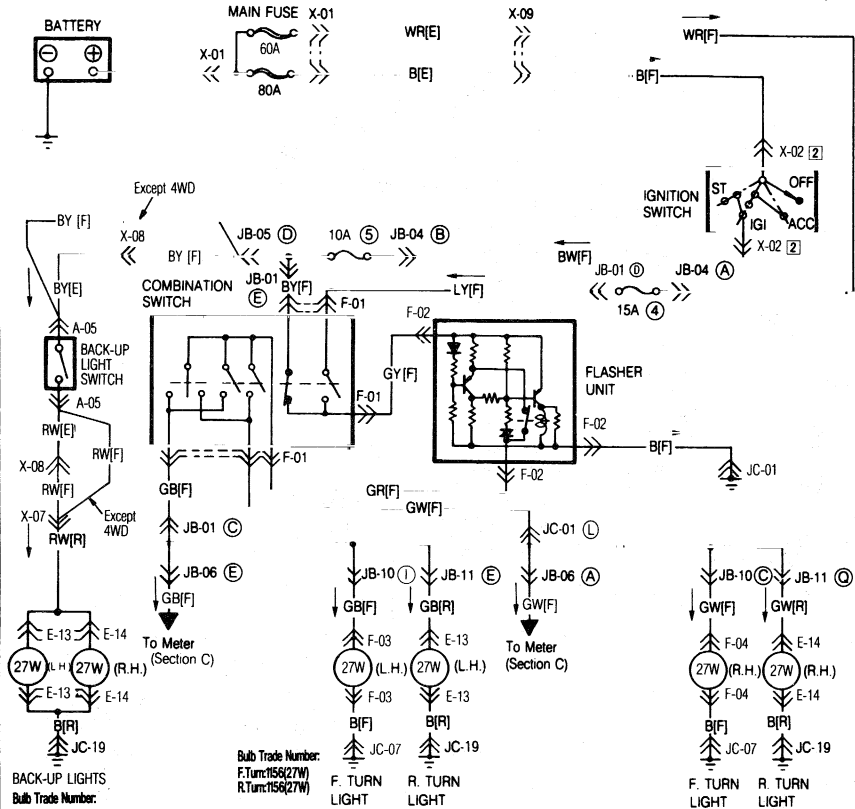 MAIN FUSE
X-01
X-09
BATTERY
60A
WR[E]
WR[F]
X-01
80A
B[E]
B[F]
X-02 2
IGNITION
SWITCH
ST
OFF
IGI
ACC
X-02 2
Except 4WD
BY [F]
X-08
BY [F]
JB-05 D
10A 5
JB-04 B
BW[F]
JB-01 D
JB-04 A
15A 4
BY[E]
COMBINATION
SWITCH
JB-01
E
BY[F]
F-01
LY[F]
F-02
A-05
BACK-UP
LIGHT
SWITCH
A-05
GY[F]
F-01
FLASHER
UNIT
F-02
B[F]
JC-01
RW[E]
RW[F]
X-08
RW[F]
X-07
Except
4WD
RW[R]
F-01
GB[F]
JB-01 C
JB-06 E
GB[F]
To Meter
(Section C)
F-02
GR[F]
GW[F]
JC-01 L
JB-06 A
GW[F]
To Meter
(Section C)
JB-10 I
JB-11 E
GB[F]
GB[R]
JB-10 C
JB-11 Q
GW[F]
GW[R]
E-13
E-14
27W
(L.H.)
27W
(R.H.)
E-13
E-14
B[R]
JC-19
BACK-UP LIGHTS
Bulb Trade Number:
F-03
E-13
27W
(L.H.)
27W
(L.H.)
F-03
E-13
B[F]
B[R]
JC-07
JC-19
Bulb Trade Number:
F.Turn:1156(27W)
R.Turn:1156(27W)
F. TURN
LIGHT
R. TURN
LIGHT
F-04
E-14
27W
(R.H.)
27W
(R.H.)
F-04
E-14
B[F]
B[R]
JC-07
JC-19
F. TURN
LIGHT
R. TURN
LIGHT